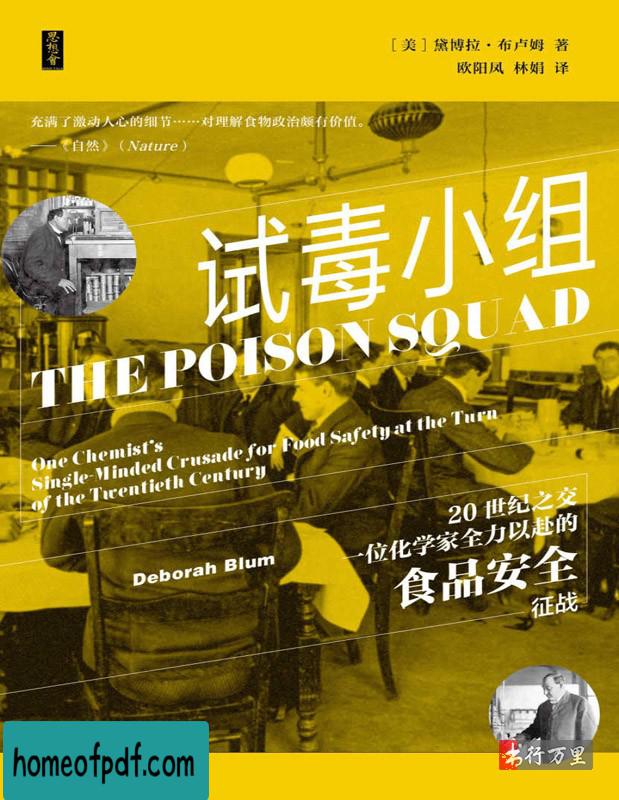 思想會
［美］黛博拉·布卢姆 著
欧阳凤 林娟 译
充满了激动人心的细节……对理解食物政治颇有价值。
——《自然》（Nature）
试毒小组
THE POISON SQUAD
One Chemist's
Single-Minded Crusade for Food Safety at the Turn
of the Twentieth Century
20 世纪之交
一位化学家全力以赴的
食品安全
征战
Deborah Blum
homeofpdf.com
书行万里